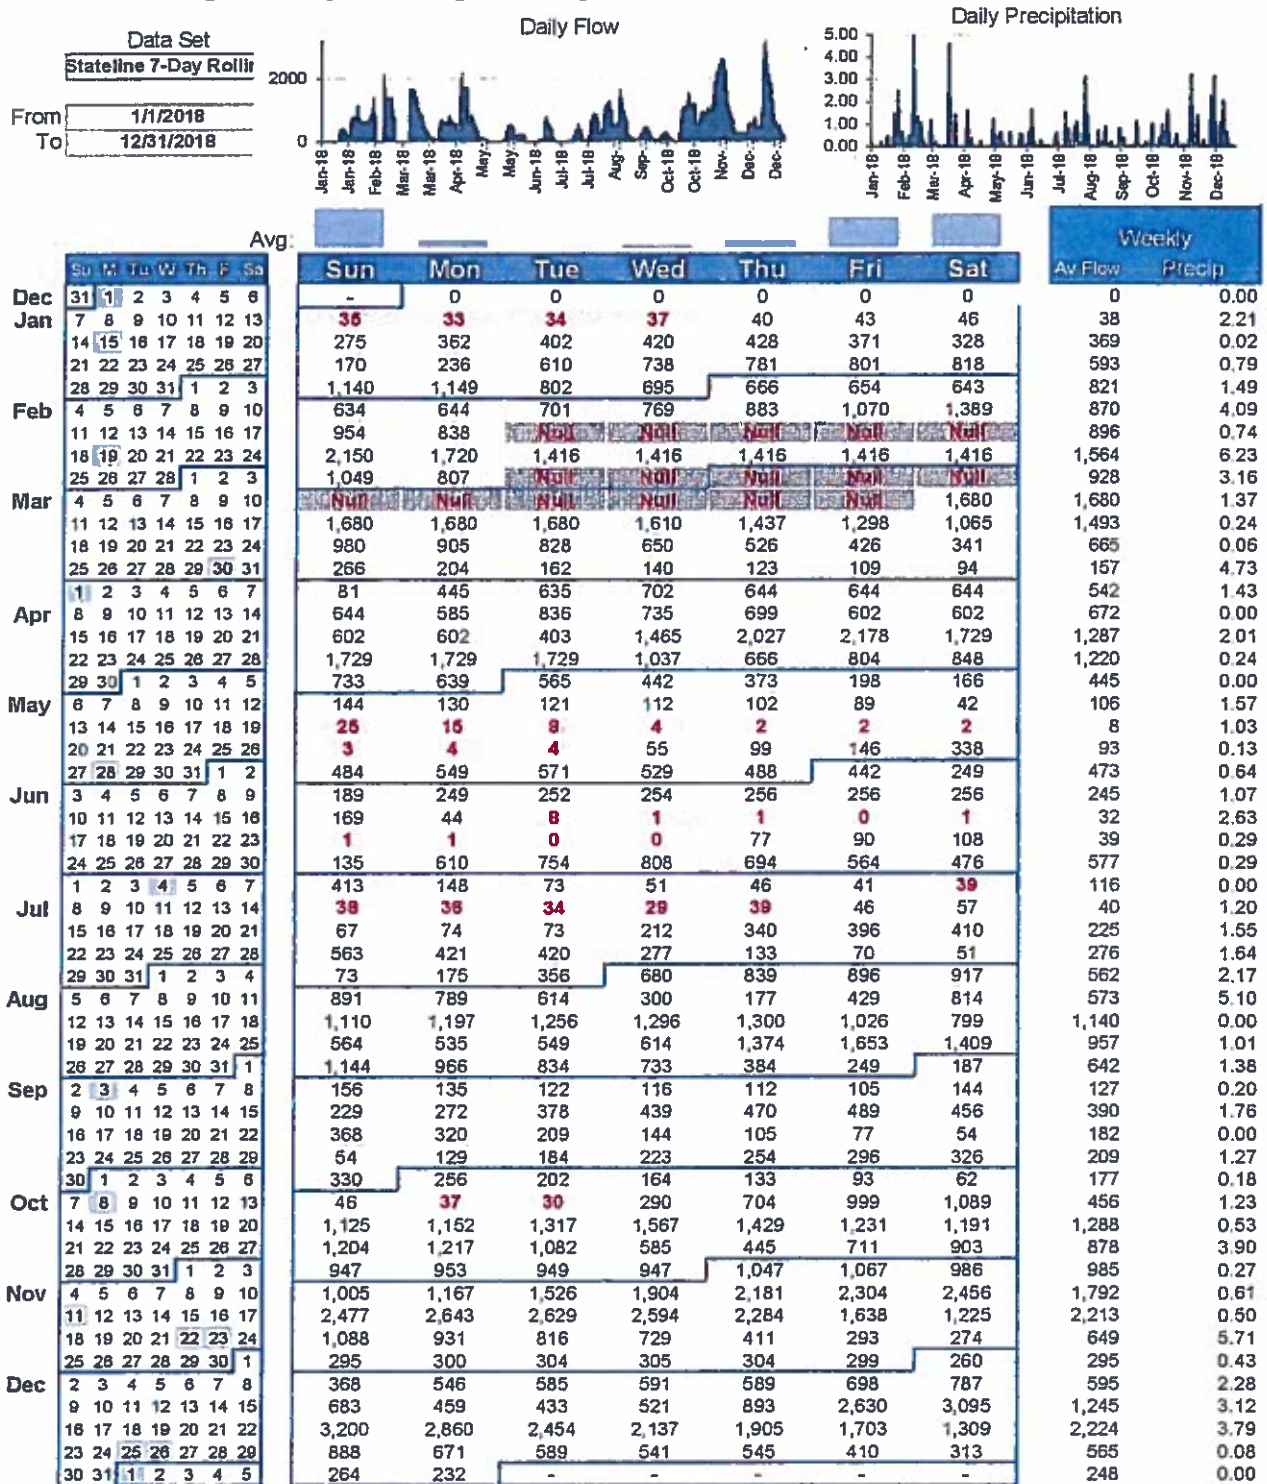 Data Set
Stateline 7-Day Rollin
From 1/1/2018
To 12/31/2018
Daily Flow
2000
0
Jan-18 Jan-18 Feb-18 Mar-18 Mar-18 Apr-18 May- May- Jun-18 Jul-18 Jul-18 Aug- Sep- Oct-18 Oct-18 Nov- Dec- Dec-
Daily Precipitation
5.00
4.00
3.00
2.00
1.00
0.00
Jan-18 Feb-18 Mar-18 Apr-18 May-18 Jun-18 Jul-18 Aug-18 Sep-18 Oct-18 Nov-18 Dec-18
Avg:
Weekly
Su M Tu W Th F Sa Sun Mon Tue Wed Thu Fri Sat Av Flow Precip
Dec 31 1 2 3 4 5 6 - 0 0 0 0 0 0 0 0.00
Jan 7 8 9 10 11 12 13 35 33 34 37 40 43 46 38 2.21
14 15 16 17 18 19 20 275 362 402 420 428 371 328 369 0.02
21 22 23 24 25 26 27 170 236 610 738 781 801 818 593 0.79
28 29 30 31 1 2 3 1,140 1,149 802 695 666 654 643 821 1.49
Feb 4 5 6 7 8 9 10 634 644 701 769 883 1,070 1,389 870 4.09
11 12 13 14 15 16 17 954 838 Null Null Null Null Null 896 0.74
18 19 20 21 22 23 24 2,150 1,720 1,416 1,416 1,416 1,416 1,416 1,564 6.23
25 26 27 28 1 2 3 1,049 807 Null Null Null Null Null 928 3.16
Mar 4 5 6 7 8 9 10 Null Null Null Null Null Null 1,680 1,680 1.37
11 12 13 14 15 16 17 1,680 1,680 1,680 1,610 1,437 1,298 1,065 1,493 0.24
18 19 20 21 22 23 24 980 905 828 650 526 426 341 665 0.06
25 26 27 28 29 30 31 266 204 162 140 123 109 94 157 4.73
1 2 3 4 5 6 7 81 445 635 702 644 644 644 542 1.43
Apr 8 9 10 11 12 13 14 644 585 836 735 699 602 602 672 0.00
15 16 17 18 19 20 21 602 602 403 1,465 2,027 2,178 1,729 1,287 2.01
22 23 24 25 26 27 28 1,729 1,729 1,729 1,037 666 804 848 1,220 0.24
29 30 1 2 3 4 5 733 639 565 442 373 198 166 445 0.00
May 6 7 8 9 10 11 12 144 130 121 112 102 89 42 106 1.57
13 14 15 16 17 18 19 25 15 9 4 2 2 2 8 1.03
20 21 22 23 24 25 26 3 4 4 55 99 146 338 93 0.13
27 28 29 30 31 1 2 484 549 571 529 488 442 249 473 0.64
Jun 3 4 5 6 7 8 9 189 249 252 254 256 256 256 245 1.07
10 11 12 13 14 15 16 169 44 8 1 1 0 1 32 2.63
17 18 19 20 21 22 23 1 1 0 0 77 90 108 39 0.29
24 25 26 27 28 29 30 135 610 754 808 694 564 476 577 0.29
1 2 3 4 5 6 7 413 148 73 51 46 41 39 116 0.00
Jul 8 9 10 11 12 13 14 38 36 34 29 39 46 57 40 1.20
15 16 17 18 19 20 21 67 74 73 212 340 396 410 225 1.55
22 23 24 25 26 27 28 563 421 420 277 133 70 51 276 1.64
29 30 31 1 2 3 4 73 175 356 680 839 896 917 562 2.17
Aug 5 6 7 8 9 10 11 891 789 614 300 177 429 814 573 5.10
12 13 14 15 16 17 18 1,110 1,197 1,256 1,296 1,300 1,026 799 1,140 0.00
19 20 21 22 23 24 25 564 535 549 614 1,374 1,653 1,409 957 1.01
26 27 28 29 30 31 1 1,144 966 834 733 384 249 187 642 1.38
Sep 2 3 4 5 6 7 8 156 135 122 116 112 105 144 127 0.20
9 10 11 12 13 14 15 229 272 378 439 470 489 456 390 1.76
16 17 18 19 20 21 22 368 320 209 144 105 77 54 182 0.00
23 24 25 26 27 28 29 54 129 184 223 254 296 326 209 1.27
30 1 2 3 4 5 6 330 256 202 164 133 93 62 177 0.18
Oct 7 8 9 10 11 12 13 46 37 30 290 704 999 1,089 456 1.23
14 15 16 17 18 19 20 1,125 1,152 1,317 1,567 1,429 1,231 1,191 1,288 0.53
21 22 23 24 25 26 27 1,204 1,217 1,082 585 445 711 903 878 3.90
28 29 30 31 1 2 3 947 953 949 947 1,047 1,067 986 985 0.27
Nov 4 5 6 7 8 9 10 1,005 1,167 1,526 1,904 2,181 2,304 2,456 1,792 0.61
11 12 13 14 15 16 17 2,477 2,643 2,629 2,594 2,284 1,638 1,225 2,213 0.50
18 19 20 21 22 23 24 1,088 931 816 729 411 293 274 649 5.71
25 26 27 28 29 30 1 295 300 304 305 304 299 260 295 0.43
Dec 2 3 4 5 6 7 8 368 546 585 591 589 698 787 595 2.28
9 10 11 12 13 14 15 683 459 433 521 893 2,630 3,095 1,245 3.12
16 17 18 19 20 21 22 3,200 2,860 2,454 2,137 1,905 1,703 1,309 2,224 3.79
23 24 25 26 27 28 29 888 671 589 541 545 410 313 565 0.08
30 31 1 2 3 4 5 264 232 - - - - - 248 0.00